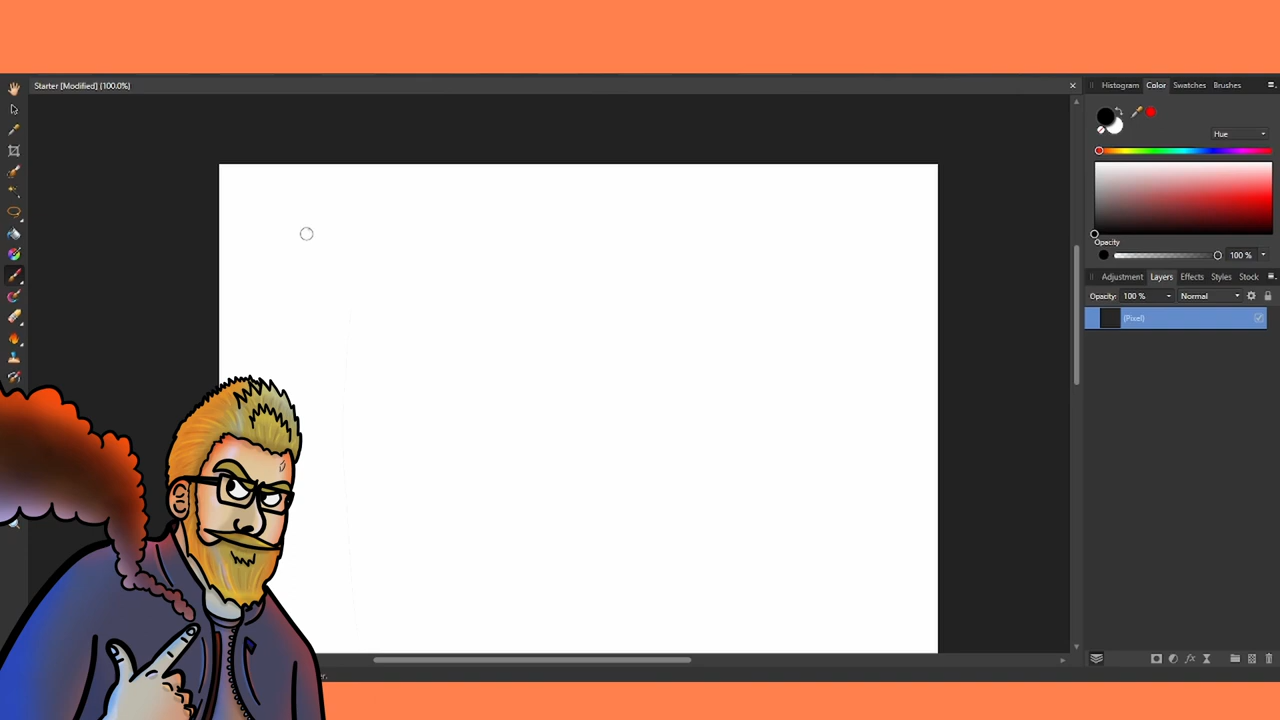 Starter [Modified] (100.0%)
Histogram Color Swatches Brushes
Hue
Opacity
100 %
Adjustment Layers Effects Styles Stock
Opacity: 100 % Normal
(Pixel)
fx